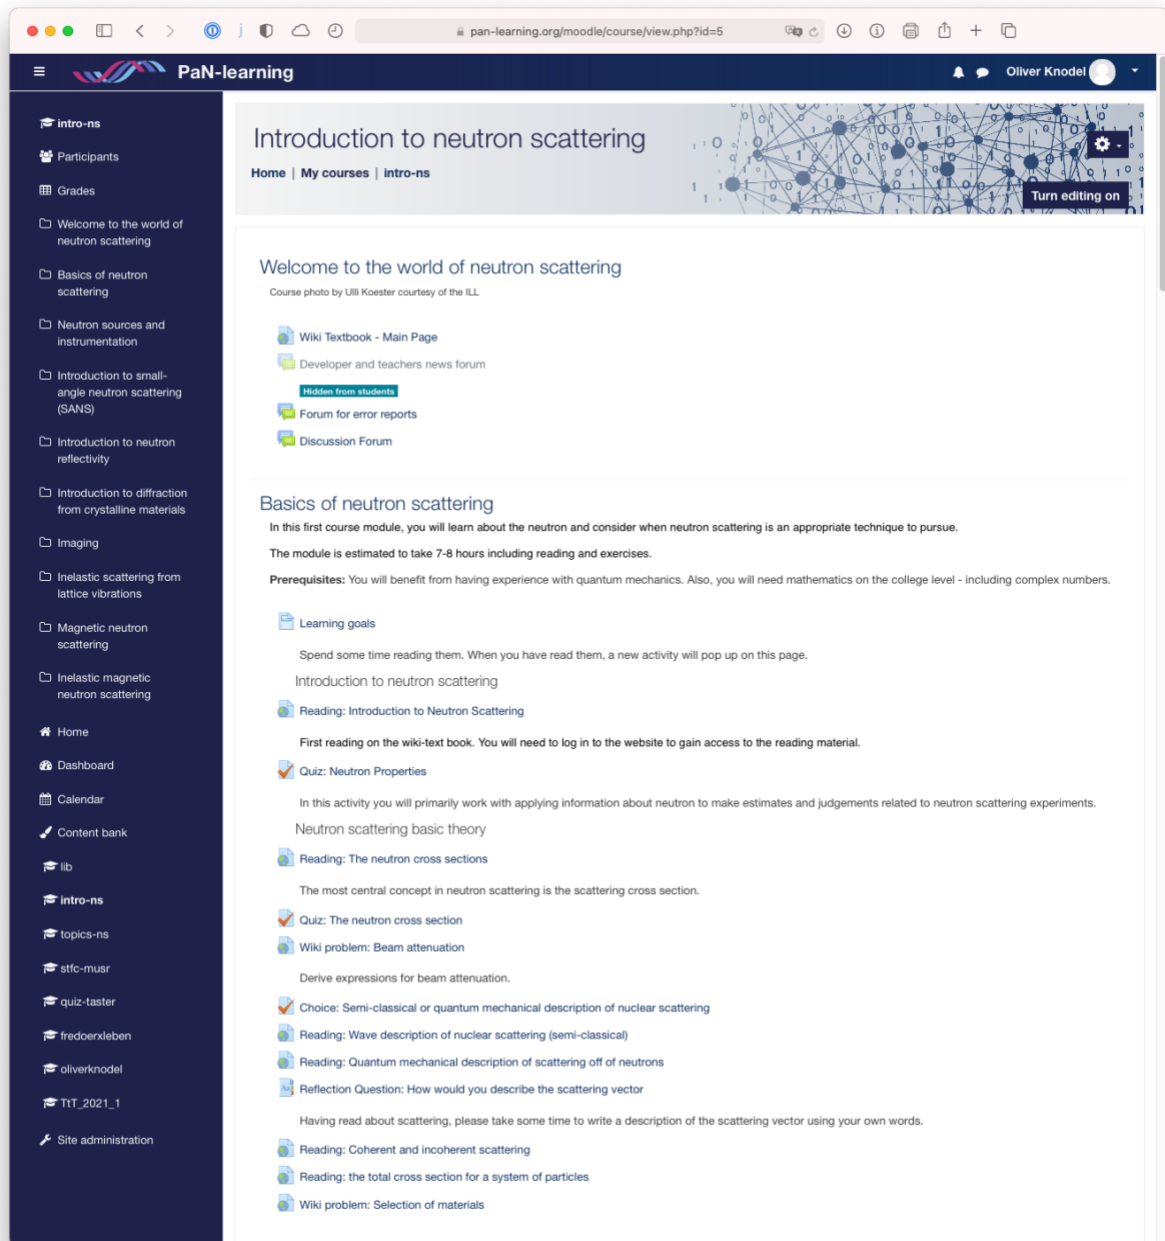 pan-learning.org/moodle/course/view.php?id=5
PaN-learning
Oliver Knodel
intro-ns
Participants
Grades
Welcome to the world of
neutron scattering
Basics of neutron
scattering
Neutron sources and
instrumentation
Introduction to small-
angle neutron scattering
(SANS)
Introduction to neutron
reflectivity
Introduction to diffraction
from crystalline materials
Imaging
Inelastic scattering from
lattice vibrations
Magnetic neutron
scattering
Inelastic magnetic
neutron scattering
Home
Dashboard
Calendar
Content bank
lib
intro-ns
topics-ns
stfc-musr
quiz-taster
fredoerxleben
oliverknodel
TtT_2021_1
Site administration
Introduction to neutron scattering
Home | My courses | intro-ns
Turn editing on
Welcome to the world of neutron scattering
Course photo by Ulli Koester courtesy of the ILL
Wiki Textbook - Main Page
Developer and teachers news forum
Hidden from students
Forum for error reports
Discussion Forum
Basics of neutron scattering
In this first course module, you will learn about the neutron and consider when neutron scattering is an appropriate technique to pursue.
The module is estimated to take 7-8 hours including reading and exercises.
Prerequisites: You will benefit from having experience with quantum mechanics. Also, you will need mathematics on the college level - including complex numbers.
Learning goals
Spend some time reading them. When you have read them, a new activity will pop up on this page.
Introduction to neutron scattering
Reading: Introduction to Neutron Scattering
First reading on the wiki-text book. You will need to log in to the website to gain access to the reading material.
Quiz: Neutron Properties
In this activity you will primarily work with applying information about neutron to make estimates and judgements related to neutron scattering experiments.
Neutron scattering basic theory
Reading: The neutron cross sections
The most central concept in neutron scattering is the scattering cross section.
Quiz: The neutron cross section
Wiki problem: Beam attenuation
Derive expressions for beam attenuation.
Choice: Semi-classical or quantum mechanical description of nuclear scattering
Reading: Wave description of nuclear scattering (semi-classical)
Reading: Quantum mechanical description of scattering off of neutrons
Reflection Question: How would you describe the scattering vector
Having read about scattering, please take some time to write a description of the scattering vector using your own words.
Reading: Coherent and incoherent scattering
Reading: the total cross section for a system of particles
Wiki problem: Selection of materials